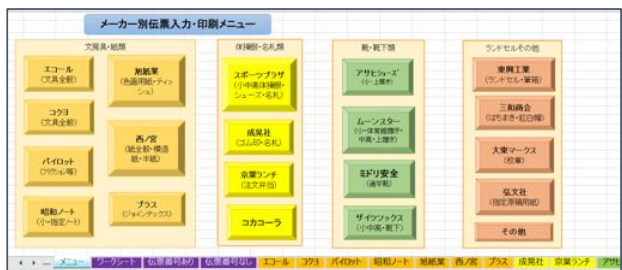 メーカー別伝票入力・印刷メニュー
文房具・紙類
体操服・名札類
靴・靴下類
ランドセルその他
エコール
(文具全般)
旭紙業
(色画用紙・ティッ
シュ)
コクヨ
(文具全般)
西ノ宮
(紙全般・模造
紙・半紙)
パイロット
昭和ノート
(小・指定ノート)
プラス
(ジョインテックス)
スポーツプラザ
(小中高体操服・
シューズ・名札)
成晃社
(ゴム印・名札)
京葉ランチ
(注文弁当)
コカコーラ
アサヒシューズ
(小・上履き)
ムーンスター
(小・体育館履き・
中高・上履き)
ミドリ安全
(通学靴)
ザイツソックス
(小中高・靴下)
東興工業
(ランドセル・筆箱)
三和商会
(はちまき・紅白帽)
大東マークス
(校章)
弘文社
(指定原稿用紙)
その他
... メニュー ワークシート 伝票番号あり 伝票番号なし エコール コクヨ パイロット 昭和ノート 旭紙業 西ノ宮 プラス 成晃社 京葉ランチ アサヒ